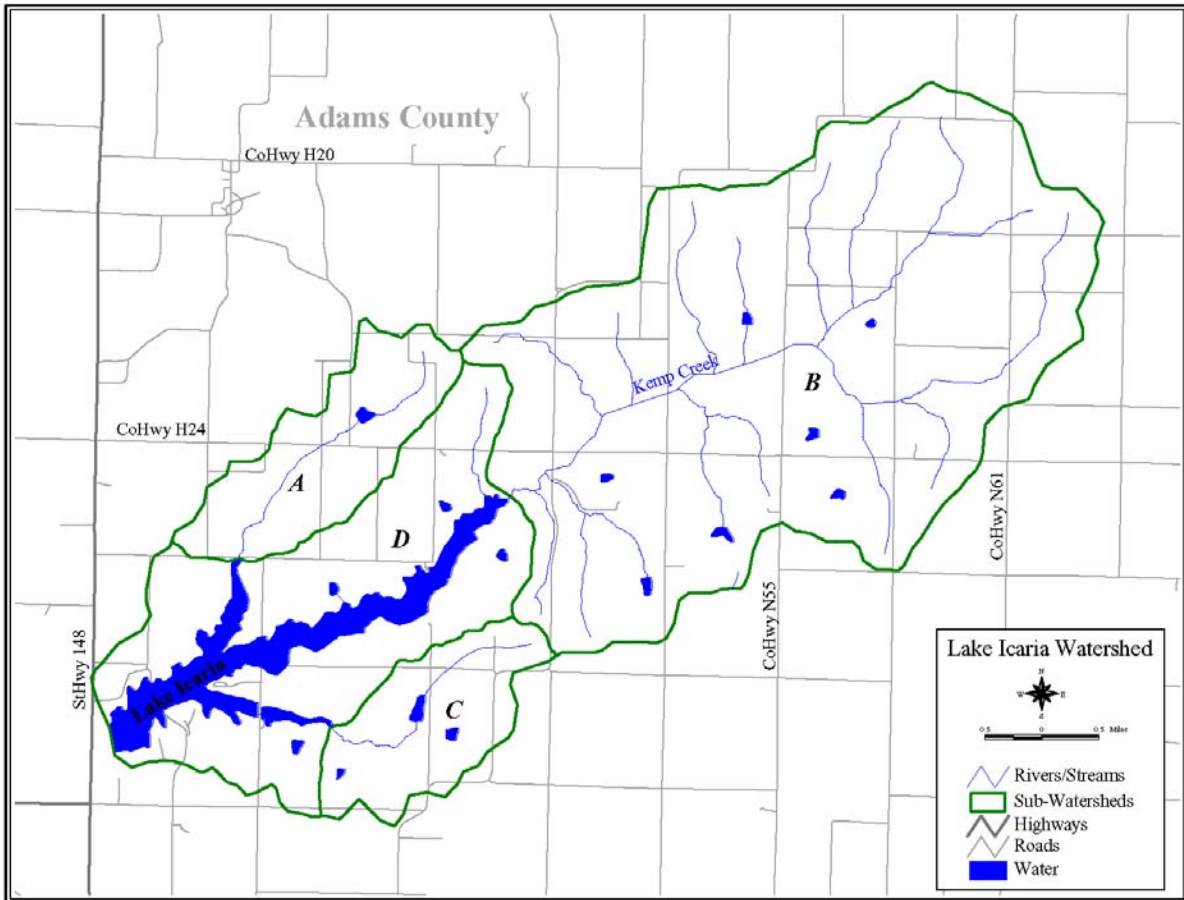 Adams County
CoHwy H20
Kemp Creek
B
CoHwy H24
A
CoHwy N61
D
StHwy 148
CoHwy N55
Lake Icaria
C
Lake Icaria Watershed
N
W E
S
0.5 0 0.5 Miles
Rivers/Streams
Sub-Watersheds
Highways
Roads
Water